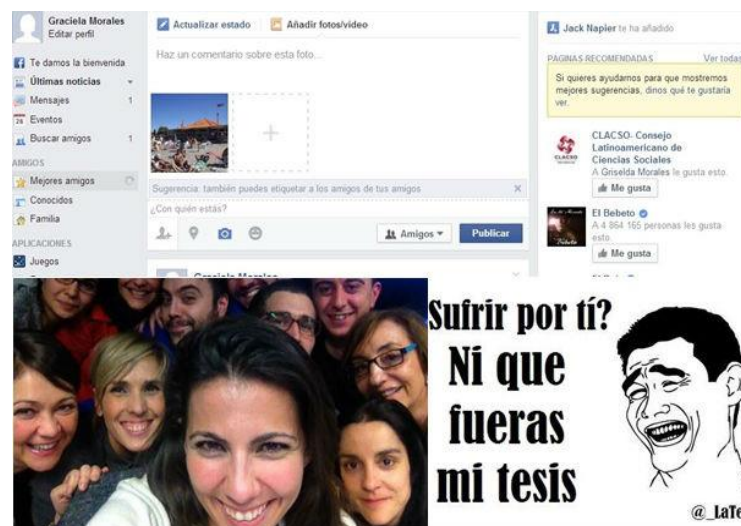 Graciela Morales
Editar perfil
Te damos la bienvenida
Últimas noticias
Mensajes 1
Eventos
Buscar amigos 1
AMIGOS
Mejores amigos
Conocidos
Familia
APLICACIONES
Juegos
Actualizar estado
Añadir fotos/vídeo
Haz un comentario sobre esta foto...
Sugerencia: también puedes etiquetar a los amigos de tus amigos
¿Con quién estás?
Amigos
Publicar
Graciela Morales
Jack Napier te ha añadido
PÁGINAS RECOMENDADAS Ver todas
Si quieres ayudarnos para que mostremos
mejores sugerencias, dinos qué te gustaría
ver.
CLACSO
CLACSO- Consejo
Latinoamericano de
Ciencias Sociales
A Griselda Morales le gusta esto.
Me gusta
El Bebeto
A 4 864 165 personas les gusta
esto.
Me gusta
Sufrir por tí?
Ni que
fueras
mi tesis
@_LaTe